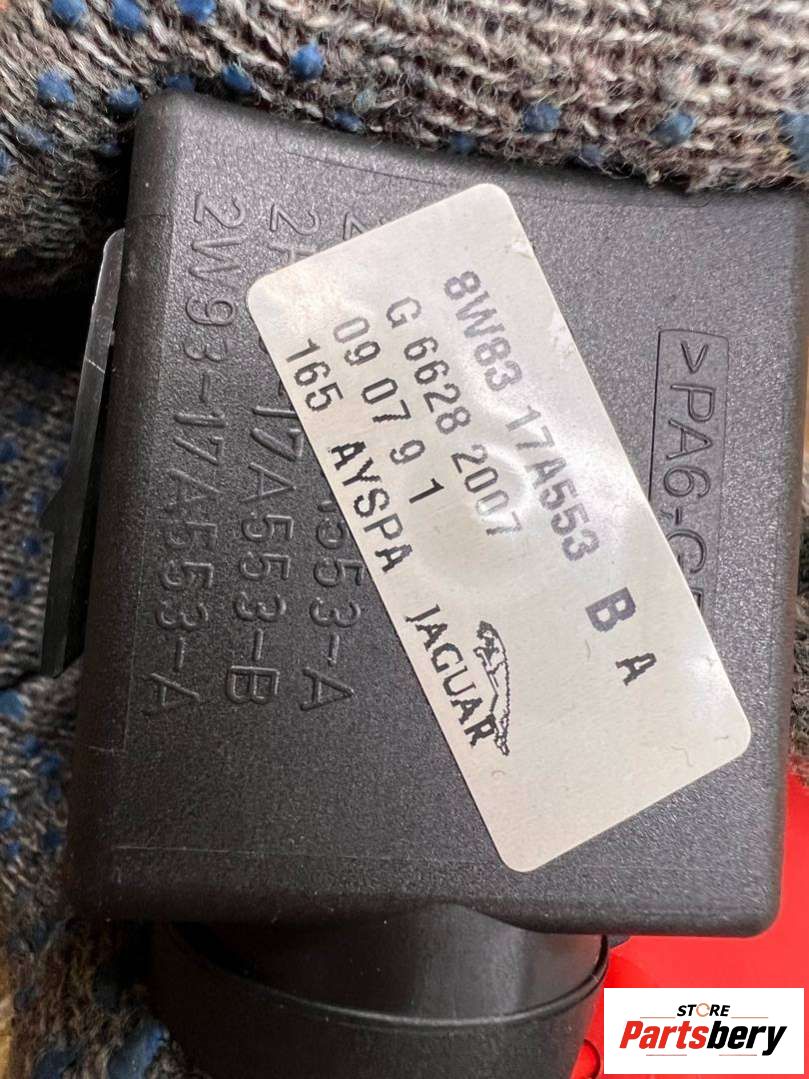 8W83 17A553 B A
G 6628 2007
09 07 9 1
165 AYSPA JAGUAR
>PA6-G
553-A
-17A553-B
2W93-17A553-A
STORE
Partsbery